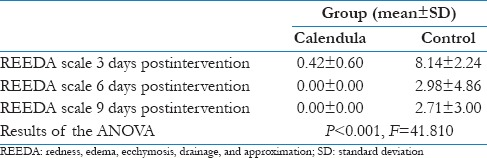 Group (mean±SD)
Calendula Control
REEDA scale 3 days postintervention 0.42±0.60 8.14±2.24
REEDA scale 6 days postintervention 0.00±0.00 2.98±4.86
REEDA scale 9 days postintervention 0.00±0.00 2.71±3.00
Results of the ANOVA P<0.001, F=41.810
REEDA: redness, edema, ecchymosis, drainage, and approximation; SD: standard deviation